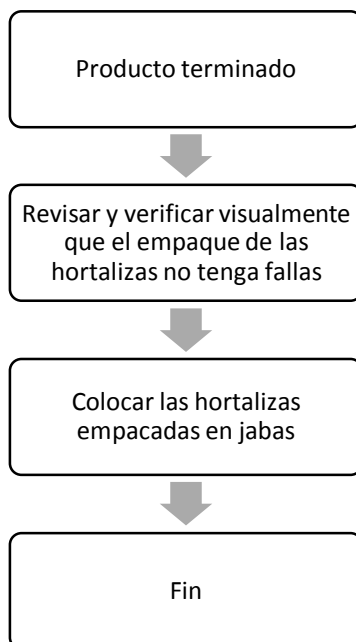 Producto terminado
Revisar y verificar visualmente
que el empaque de las
hortalizas no tenga fallas
Colocar las hortalizas
empacadas en jabas
Fin